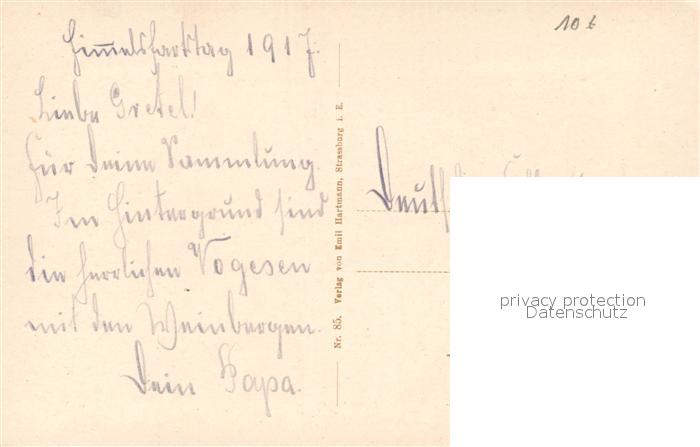 10 t
Himmelfahrtstag 1917.
Liebe Gretel!
Für Deine Sammlung.
Im Hintergrund sind
die herrlichen Vogesen
mit den Weinbergen.
Dein Papa.
Nr. 85. Verlag von Emil Hartmann, Strassburg i. E.
privacy protection
Datenschutz